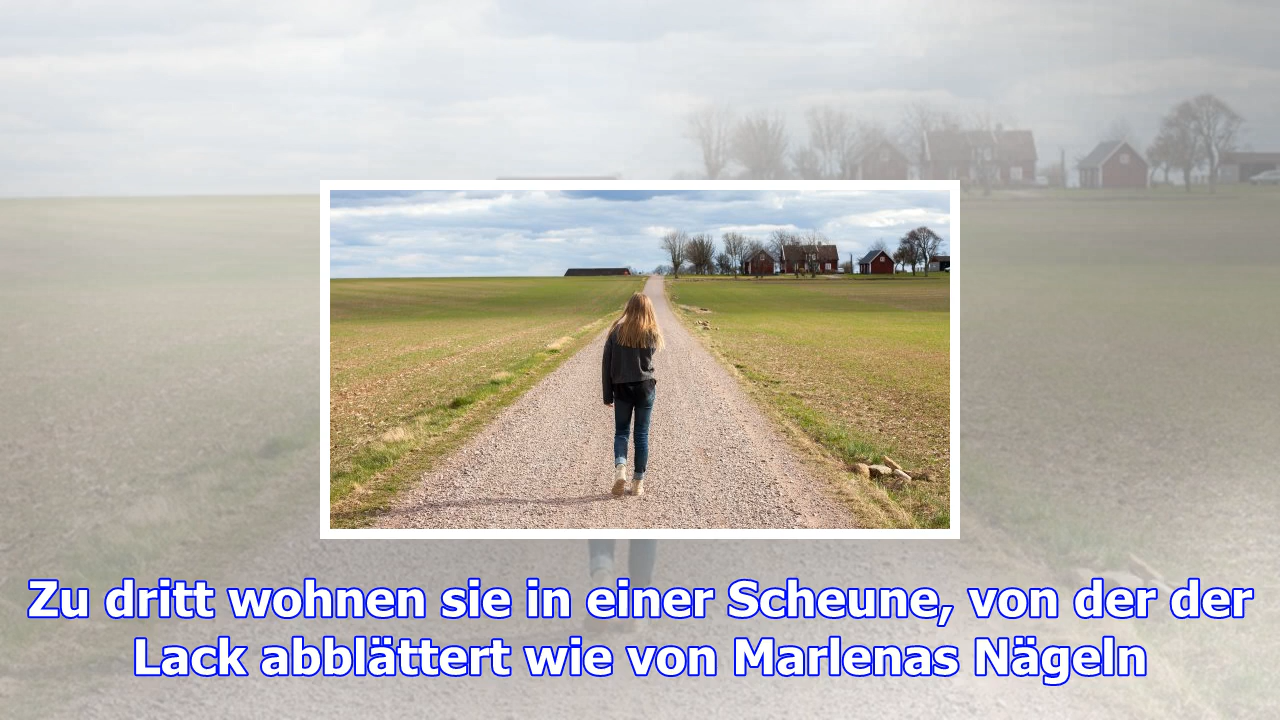 Zu dritt wohnen sie in einer Scheune, von der der
Lack abblättert wie von Marlenas Nägeln